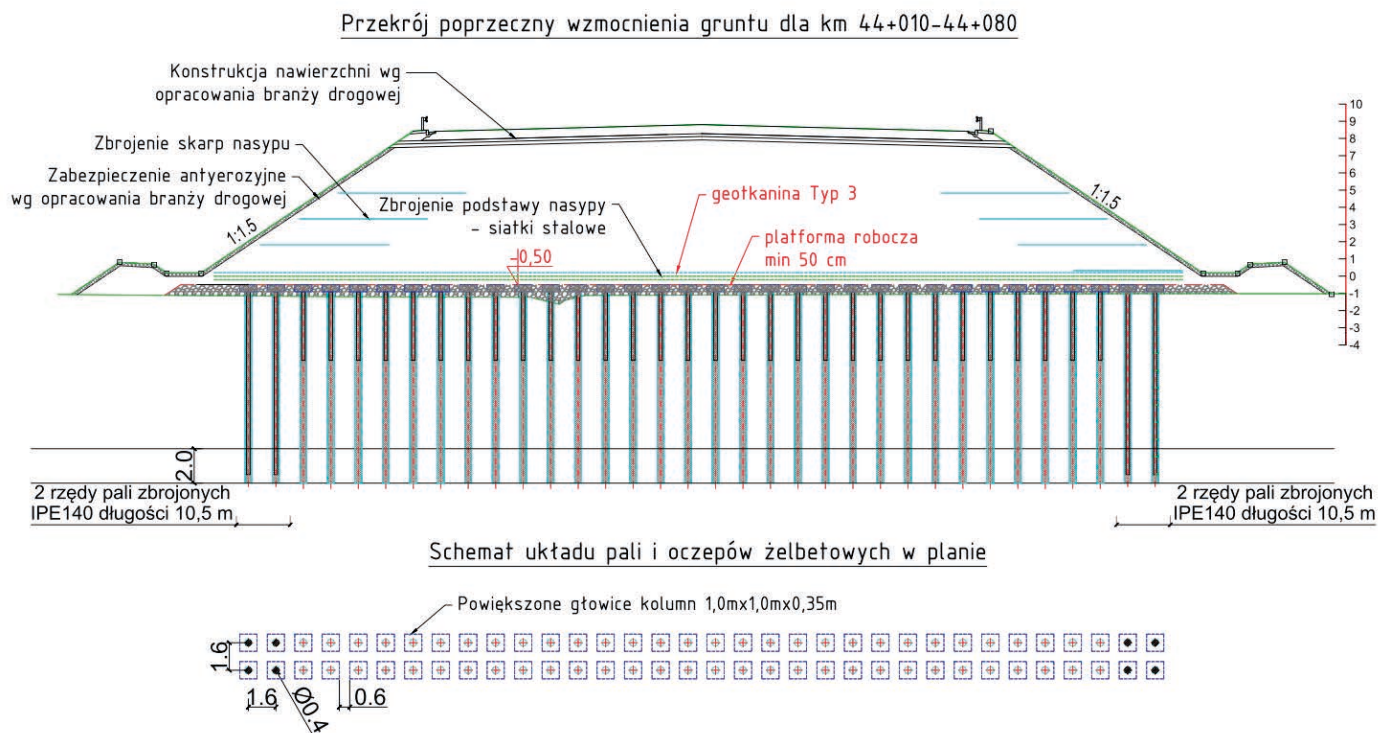 Przekrój poprzeczny wzmocnienia gruntu dla km 44+010-44+080
Konstrukcja nawierzchni wg
opracowania branży drogowej
Zbrojenie skarp nasypu
Zabezpieczenie antyerozyjne
wg opracowania branży drogowej
1:1.5
Zbrojenie podstawy nasypy
- siatki stalowe
geotkanina Typ 3
platforma robocza
min 50 cm
-0,50
1:1.5
10
9
8
7
6
5
4
3
2
1
0
-1
-2
-3
-4
2.0
2 rzędy pali zbrojonych
IPE140 długości 10,5 m
2 rzędy pali zbrojonych
IPE140 długości 10,5 m
Schemat układu pali i oczepów żelbetowych w planie
Powiększone głowice kolumn 1,0mx1,0mx0,35m
1.6
1.6
Ø0.4
0.6